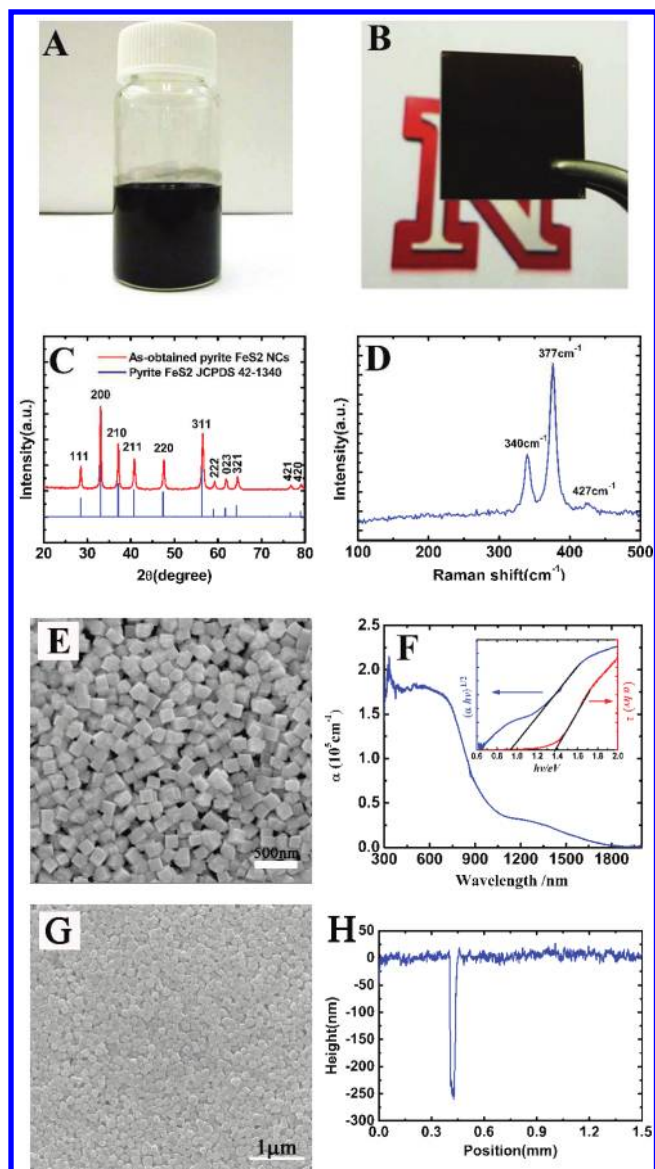 A
B
N
C
As-obtained pyrite FeS2 NCs
Pyrite FeS2 JCPDS 42-1340
200
210
211
220
311
111
222
023
321
421
420
Intensity(a.u.)
20 30 40 50 60 70 80
2θ(degree)
D
377cm⁻¹
340cm⁻¹
427cm⁻¹
Intensity(a.u.)
100 200 300 400 500
Raman shift(cm⁻¹)
E
500nm
F
2.5
2.0
1.5
1.0
0.5
0.0
α (10⁵cm⁻¹)
300 600 900 1200 1500 1800
Wavelength /nm
(α hν)¹ᐟ²
0.6 0.8 1.0 1.2 1.4 1.6 1.8 2.0
hν/eV
G
1μm
H
50
25
0
-50
-100
-150
-200
-250
-300
Height(nm)
0.0 0.3 0.6 0.9 1.2 1.5
Position(mm)